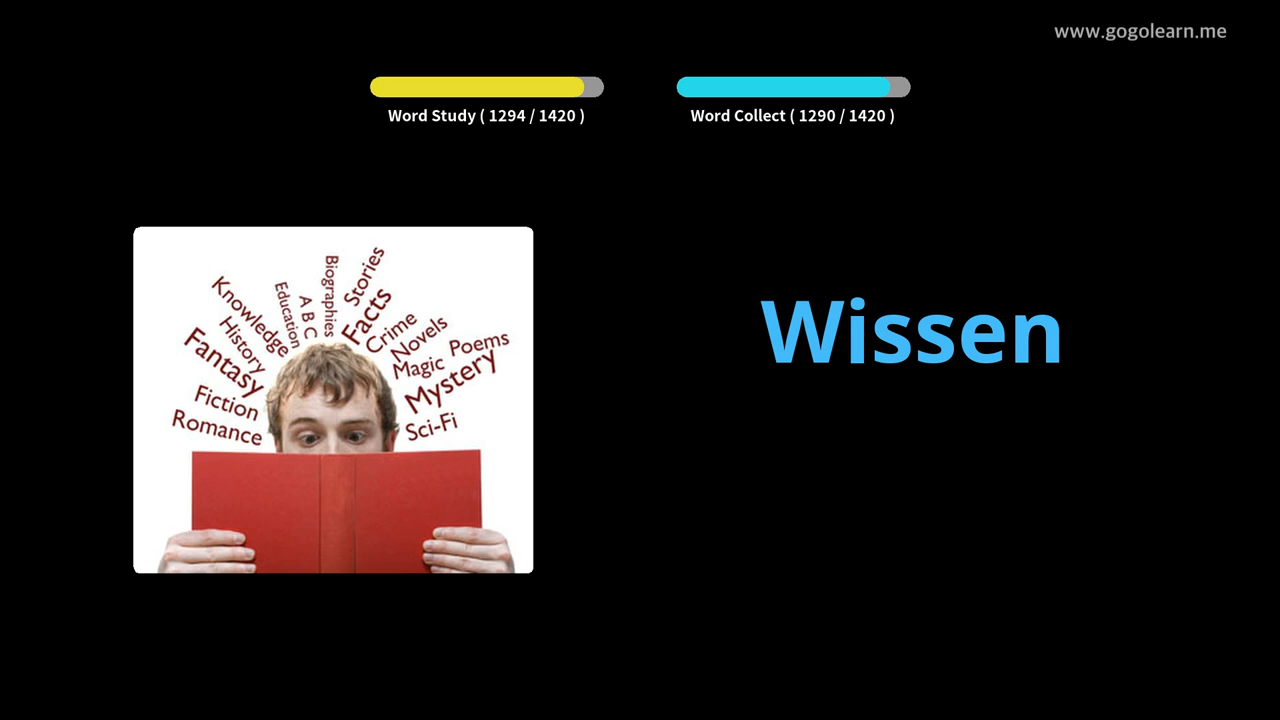 www.gogolearn.me
Word Study ( 1294 / 1420 )
Word Collect ( 1290 / 1420 )
Wissen
Romance
Fiction
Fantasy
History
Knowledge
Education
A B C
Biographies
Stories
Facts
Crime
Novels
Poems
Magic
Mystery
Sci-Fi